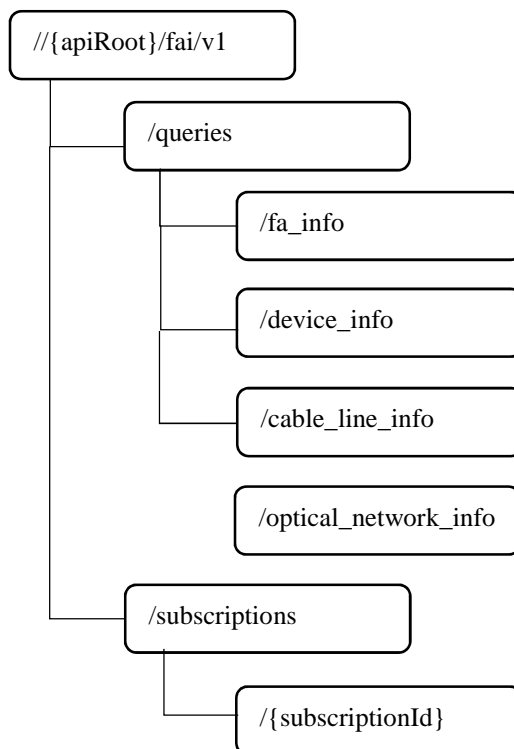 //{apiRoot}/fai/v1
/queries
/fa_info
/device_info
/cable_line_info
/optical_network_info
/subscriptions
/{subscriptionId}